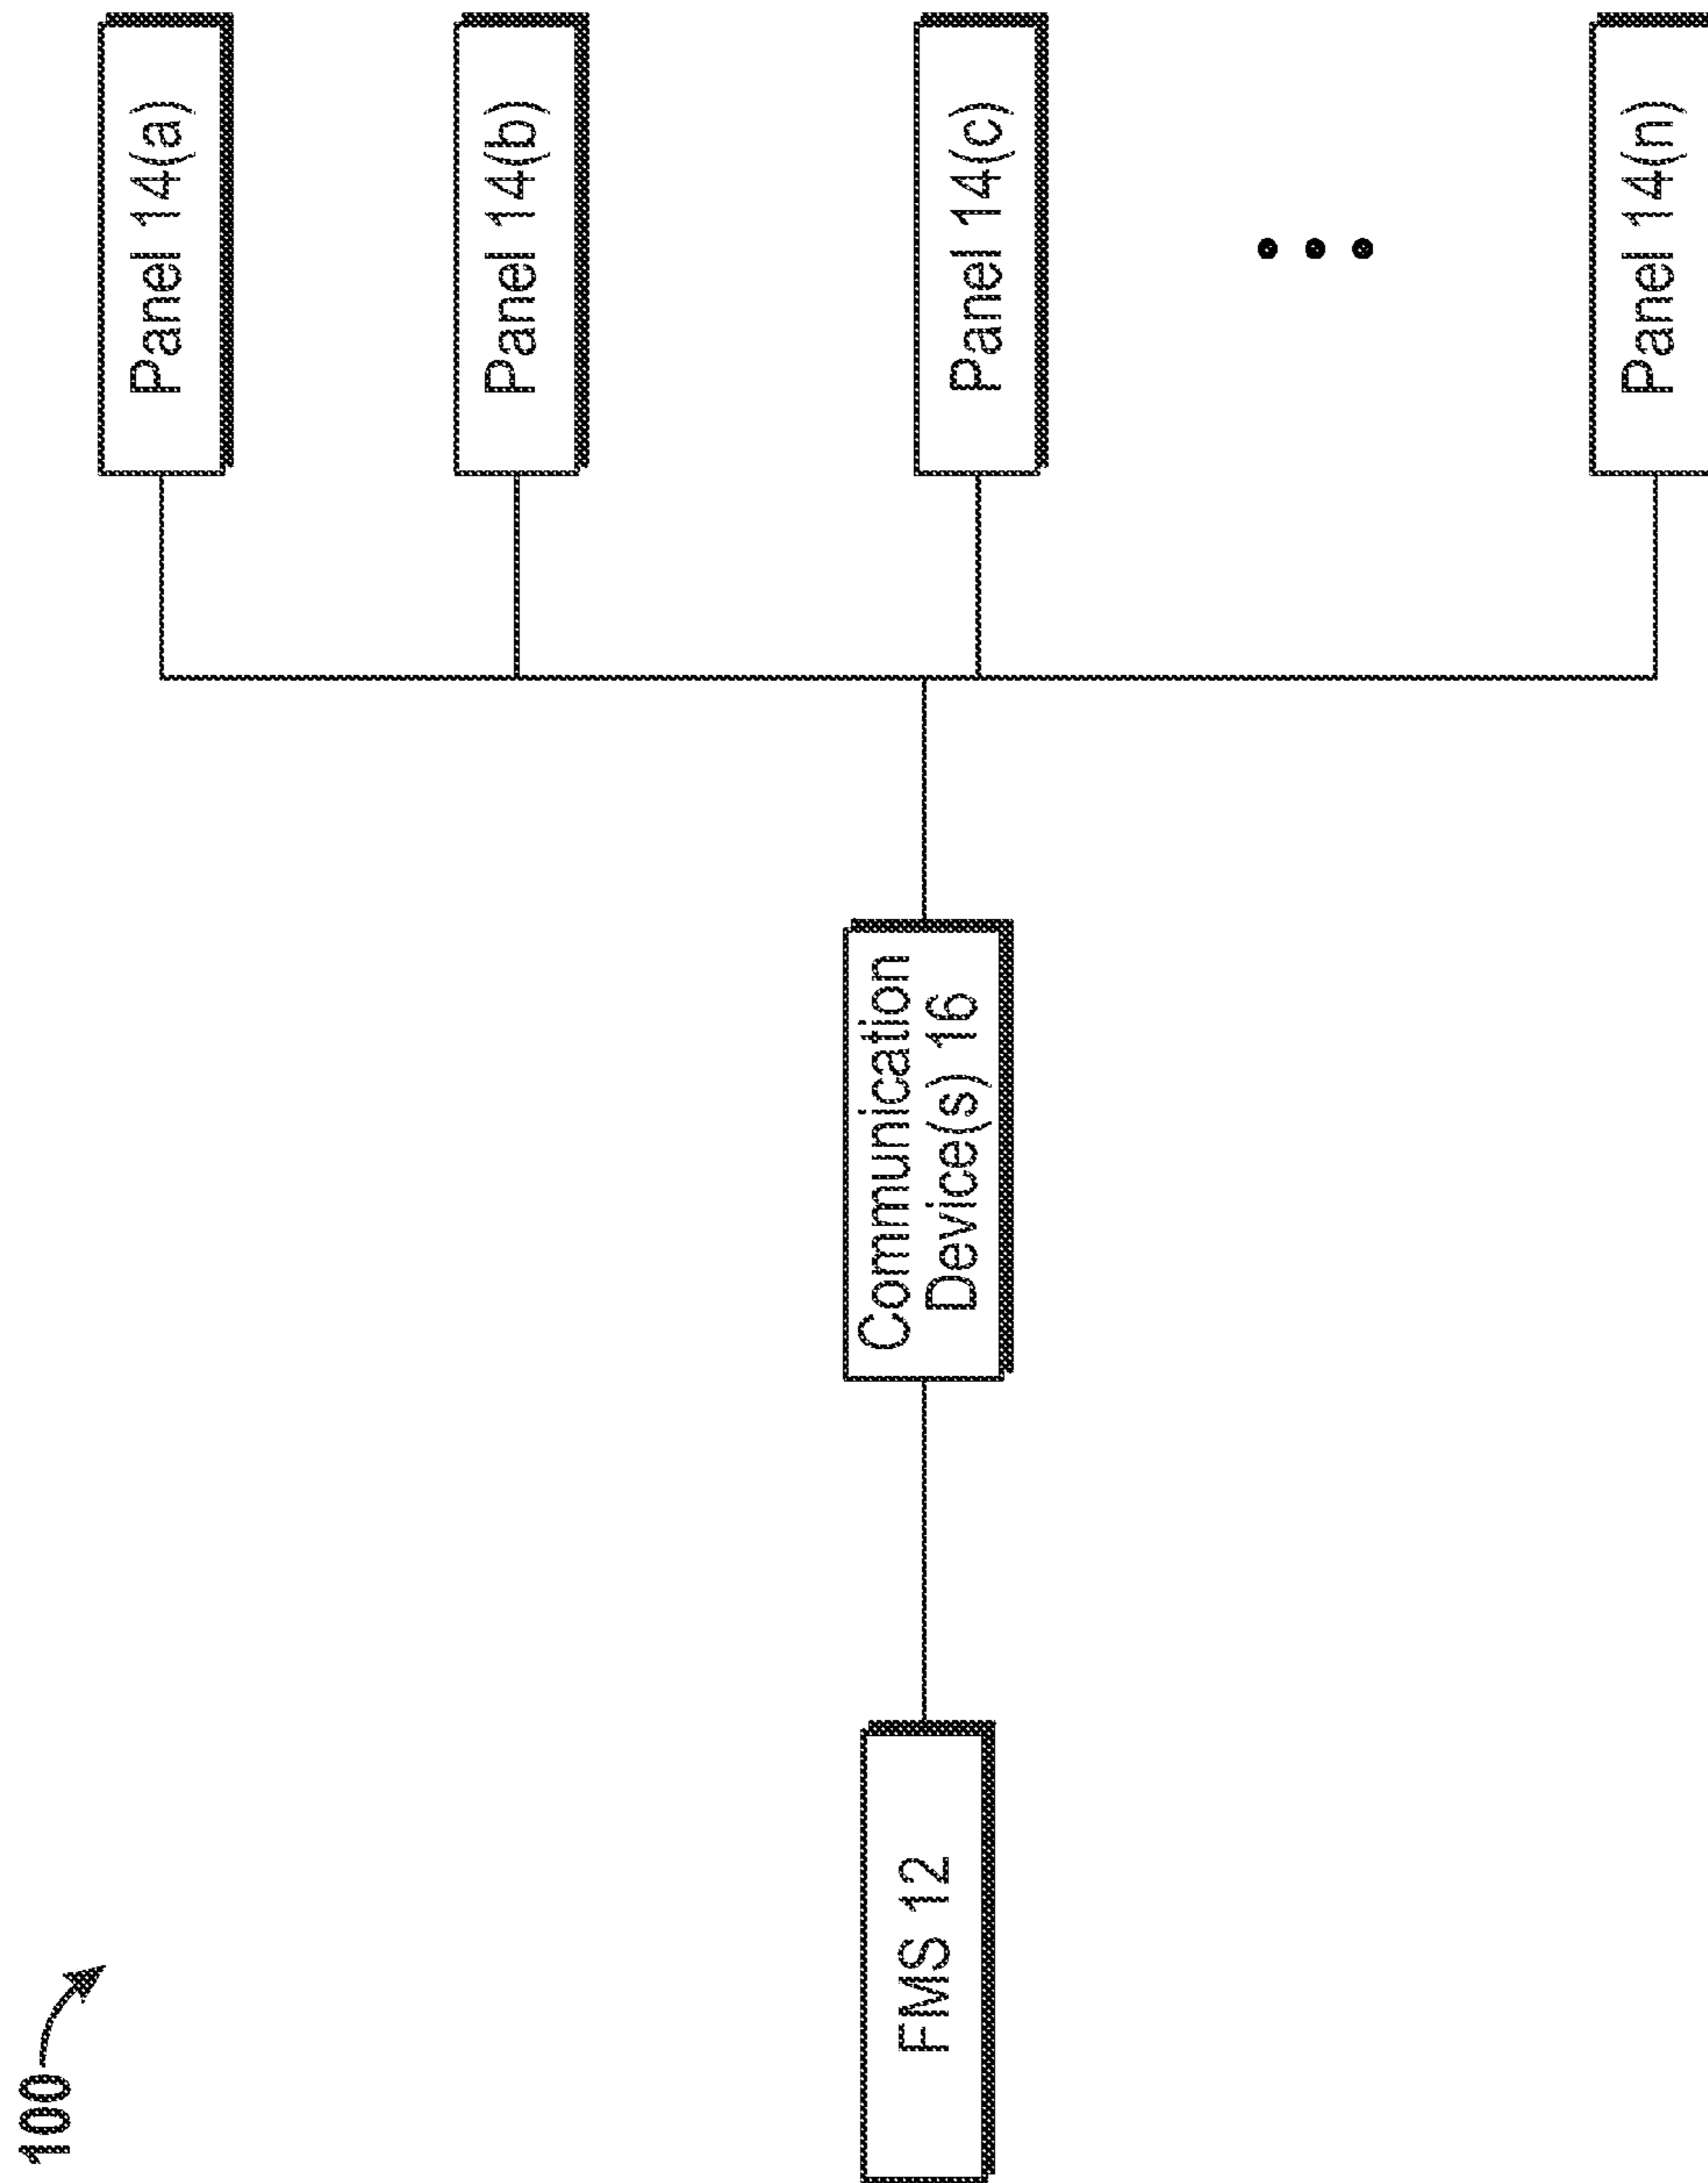 100
FMS 12
Communication
Device(s) 16
Panel 14(a)
Panel 14(b)
Panel 14(c)
Panel 14(n)